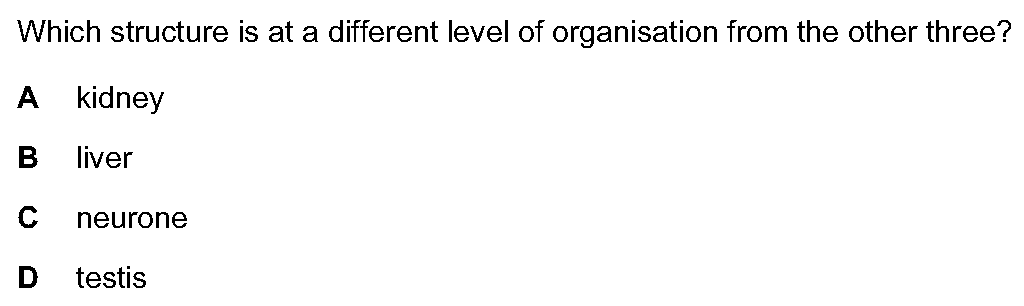 Which structure is at a different level of organisation from the other three?
A kidney
B liver
C neurone
D testis